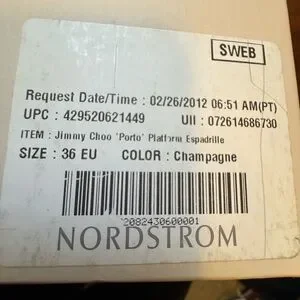 SWEB
Request Date/Time : 02/26/2012 06:51 AM(PT)
UPC : 429520621449 UII : 072614686730
ITEM : Jimmy Choo 'Porto' Platform Espadrille
SIZE : 36 EU COLOR : Champagne
2082430600001
NORDSTROM